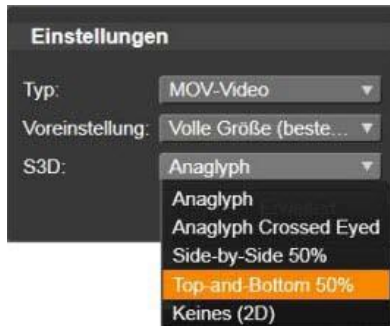 Einstellungen
Typ: MOV-Video
Voreinstellung: Volle Größe (beste...
S3D: Anaglyph
Anaglyph
Anaglyph Crossed Eyed
Side-by-Side 50%
Top-and-Bottom 50%
Keines (2D)